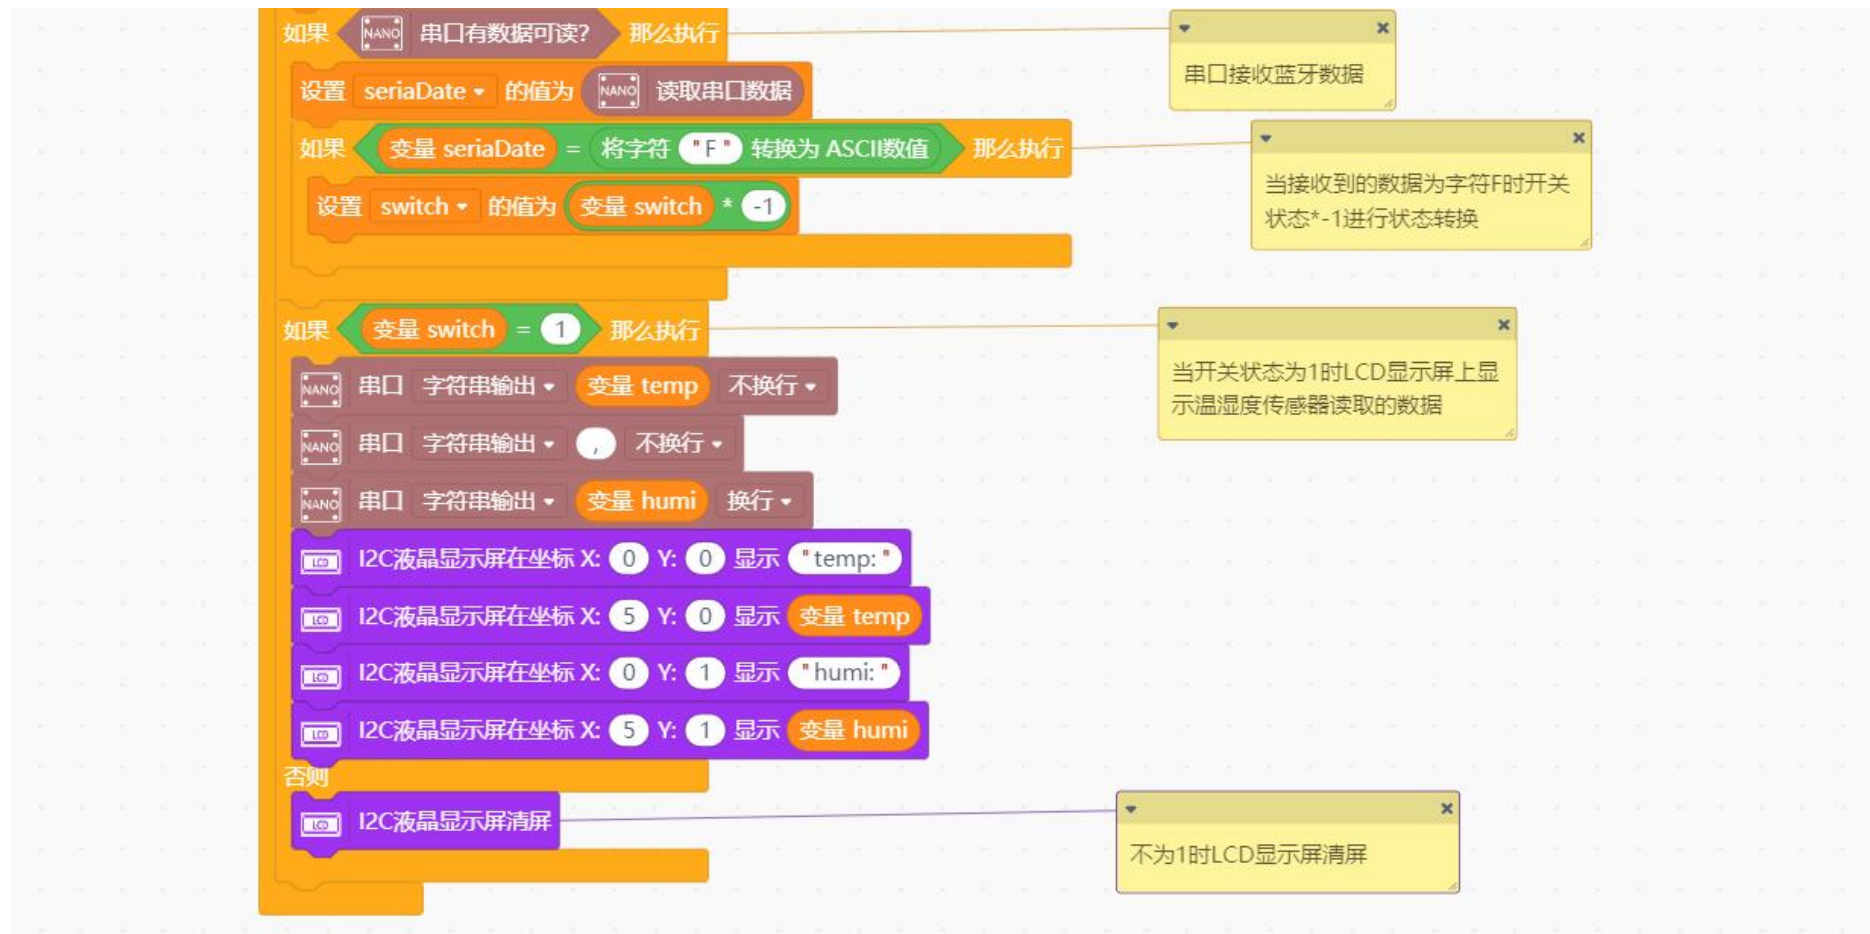 如果 NANO 串口有数据可读? 那么执行
串口接收蓝牙数据
设置 seriaDate 的值为 NANO 读取串口数据
如果 变量 seriaDate = 将字符 "F" 转换为 ASCII数值 那么执行
当接收到的数据为字符F时开关
状态*-1进行状态转换
设置 switch 的值为 变量 switch * -1
如果 变量 switch = 1 那么执行
当开关状态为1时LCD显示屏上显
示温湿度传感器读取的数据
NANO 串口 字符串输出 变量 temp 不换行
NANO 串口 字符串输出 , 不换行
NANO 串口 字符串输出 变量 humi 换行
LCD I2C液晶显示屏在坐标 X: 0 Y: 0 显示 "temp:"
LCD I2C液晶显示屏在坐标 X: 5 Y: 0 显示 变量 temp
LCD I2C液晶显示屏在坐标 X: 0 Y: 1 显示 "humi:"
LCD I2C液晶显示屏在坐标 X: 5 Y: 1 显示 变量 humi
否则
LCD I2C液晶显示屏清屏
不为1时LCD显示屏清屏